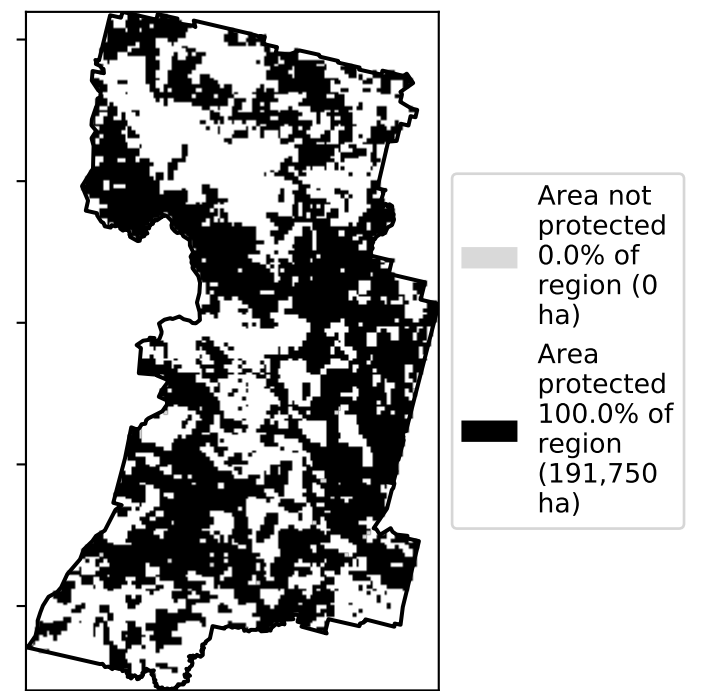 Area not
protected
0.0% of
region (0
ha)
Area
protected
100.0% of
region
(191,750
ha)